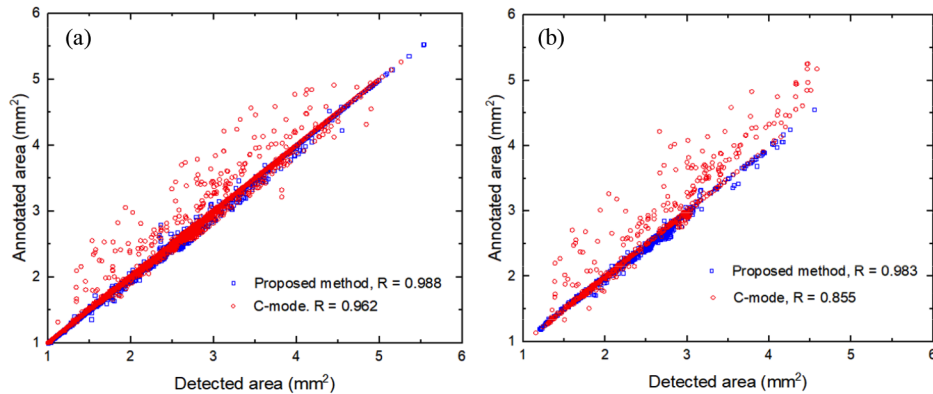 (a)
Annotated area (mm²)
6
5
4
3
2
1
Proposed method, R = 0.988
C-mode. R = 0.962
1 2 3 4 5 6
Detected area (mm²)
(b)
Annotated area (mm²)
6
5
4
3
2
1
Proposed method, R = 0.983
C-mode, R = 0.855
1 2 3 4 5 6
Detected area (mm²)